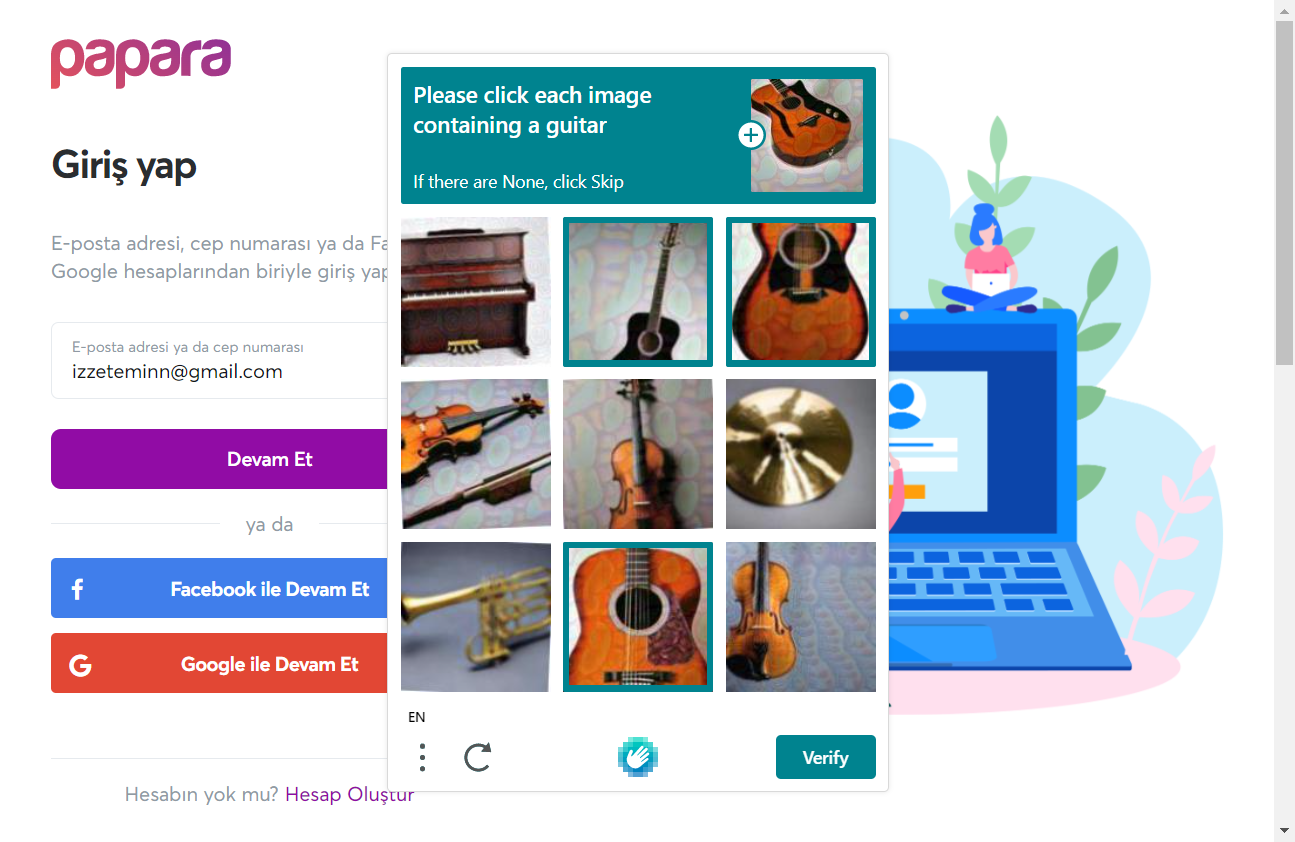 papara
Giriş yap
E-posta adresi, cep numarası ya da Fa
Google hesaplarından biriyle giriş yap
E-posta adresi ya da cep numarası
izzeteminn@gmail.com
Devam Et
ya da
Facebook ile Devam Et
Google ile Devam Et
Hesabın yok mu? Hesap Oluştur
Please click each image
containing a guitar
If there are None, click Skip
EN
Verify